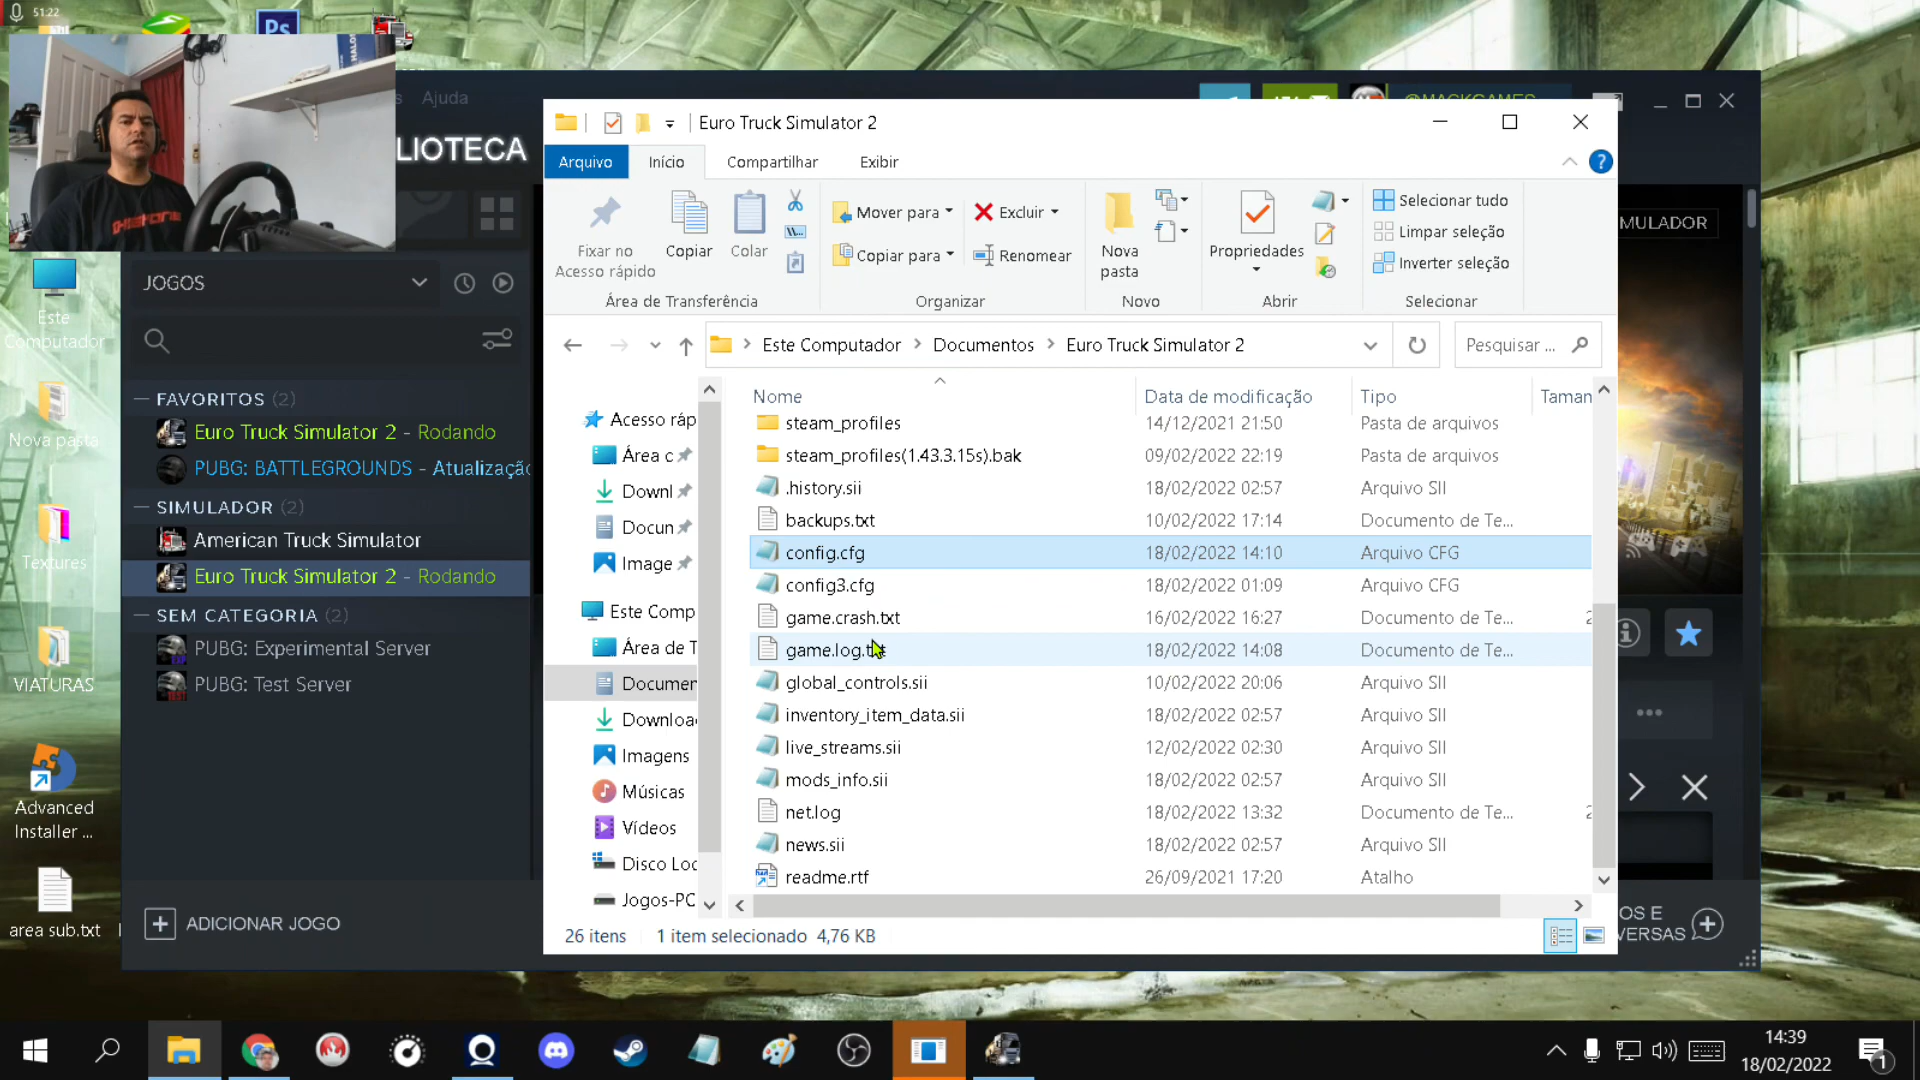 51:22
Ps
Ajuda
LIOTECA
Euro Truck Simulator 2
Arquivo
Início
Compartilhar
Exibir
Fixar no
Acesso rápido
Copiar
Colar
Mover para
Copiar para
Excluir
Renomear
Nova
pasta
Propriedades
Selecionar tudo
Limpar seleção
Inverter seleção
Área de Transferência
Organizar
Novo
Abrir
Selecionar
MULADOR
JOGOS
Este Computador
Documentos
Euro Truck Simulator 2
Pesquisar ...
Este
Computador
Nova pasta
Textures
VIATURAS
Advanced
Installer ...
area sub.txt
FAVORITOS (2)
Euro Truck Simulator 2 - Rodando
PUBG: BATTLEGROUNDS - Atualização
SIMULADOR (2)
American Truck Simulator
Euro Truck Simulator 2 - Rodando
SEM CATEGORIA (2)
PUBG: Experimental Server
PUBG: Test Server
ADICIONAR JOGO
Acesso ráp
Área c
Downl
Docun
Image
Este Comp
Área de T
Documen
Downloa
Imagens
Músicas
Vídeos
Disco Loc
Jogos-PC
Nome Data de modificação Tipo Taman
steam_profiles 14/12/2021 21:50 Pasta de arquivos
steam_profiles(1.43.3.15s).bak 09/02/2022 22:19 Pasta de arquivos
.history.sii 18/02/2022 02:57 Arquivo SII
backups.txt 10/02/2022 17:14 Documento de Te...
config.cfg 18/02/2022 14:10 Arquivo CFG
config3.cfg 18/02/2022 01:09 Arquivo CFG
game.crash.txt 16/02/2022 16:27 Documento de Te... 2
game.log.txt 18/02/2022 14:08 Documento de Te...
global_controls.sii 10/02/2022 20:06 Arquivo SII
inventory_item_data.sii 18/02/2022 02:57 Arquivo SII
live_streams.sii 12/02/2022 02:30 Arquivo SII
mods_info.sii 18/02/2022 02:57 Arquivo SII
net.log 18/02/2022 13:32 Documento de Te... 2
news.sii 18/02/2022 02:57 Arquivo SII
readme.rtf 26/09/2021 17:20 Atalho
26 itens 1 item selecionado 4,76 KB
OS E
VERSAS
14:39
18/02/2022
1